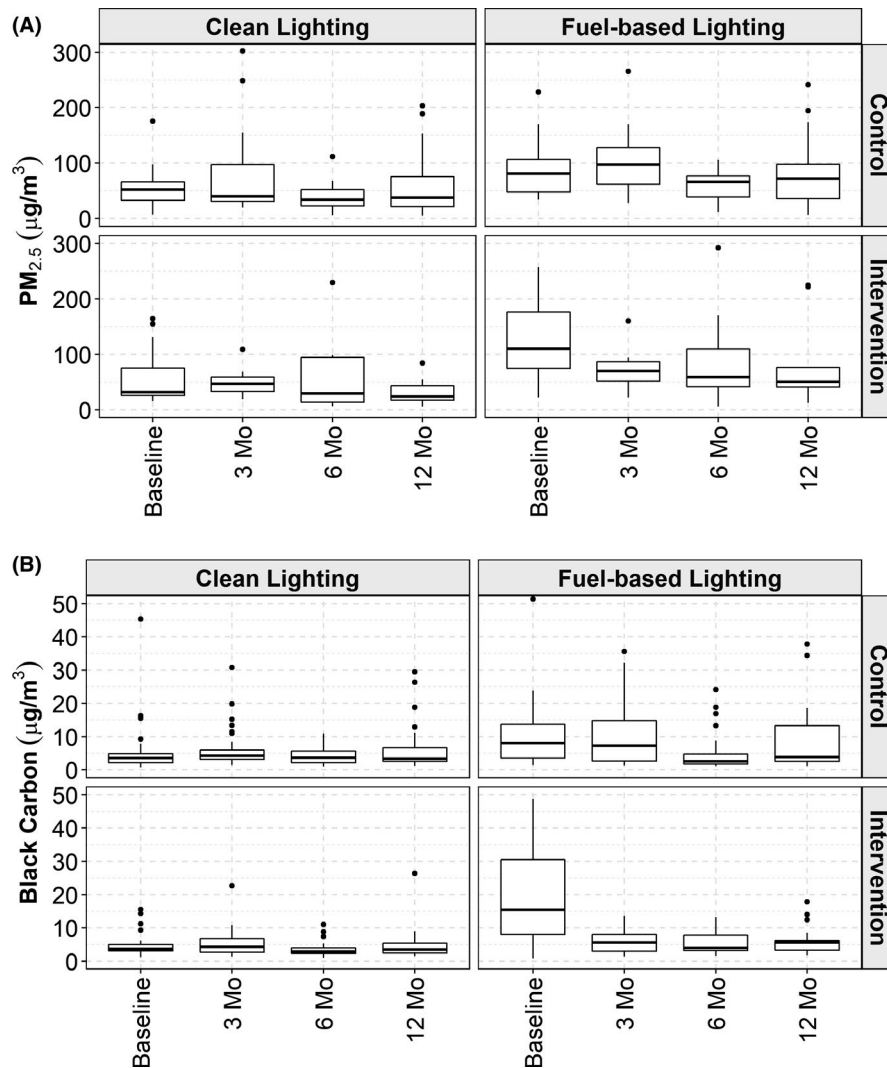 (A)
Clean Lighting
Fuel-based Lighting
PM2.5 (μg/m³)
300
200
100
0
Control
300
200
100
0
Intervention
Baseline
3 Mo
6 Mo
12 Mo
Baseline
3 Mo
6 Mo
12 Mo
(B)
Clean Lighting
Fuel-based Lighting
Black Carbon (μg/m³)
50
40
30
20
10
0
Control
50
40
30
20
10
0
Intervention
Baseline
3 Mo
6 Mo
12 Mo
Baseline
3 Mo
6 Mo
12 Mo